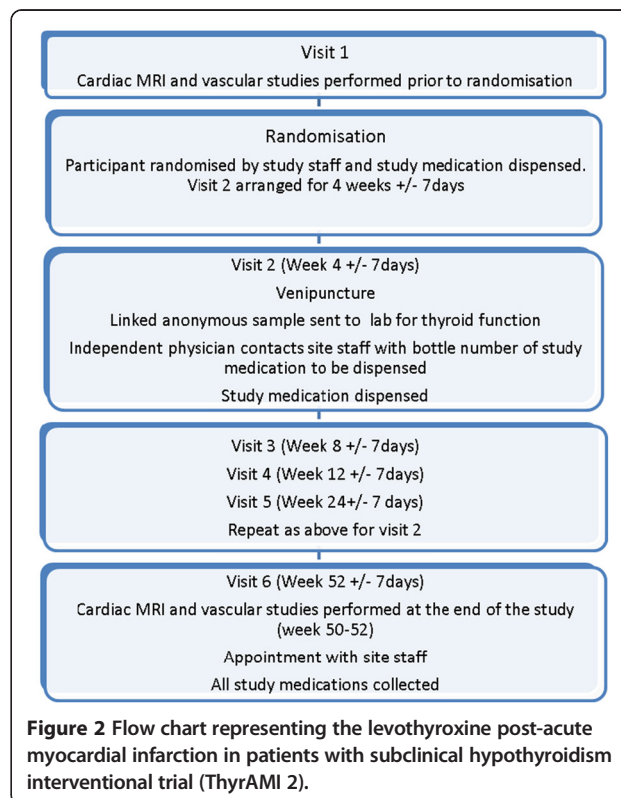 Visit 1
Cardiac MRI and vascular studies performed prior to randomisation
Randomisation
Participant randomised by study staff and study medication dispensed.
Visit 2 arranged for 4 weeks +/- 7days
Visit 2 (Week 4 +/- 7days)
Venipuncture
Linked anonymous sample sent to lab for thyroid function
Independent physician contacts site staff with bottle number of study
medication to be dispensed
Study medication dispensed
Visit 3 (Week 8 +/- 7days)
Visit 4 (Week 12 +/- 7days)
Visit 5 (Week 24+/- 7 days)
Repeat as above for visit 2
Visit 6 (Week 52 +/- 7days)
Cardiac MRI and vascular studies performed at the end of the study
(week 50-52)
Appointment with site staff
All study medications collected
Figure 2 Flow chart representing the levothyroxine post-acute
myocardial infarction in patients with subclinical hypothyroidism
interventional trial (ThyrAMI 2).